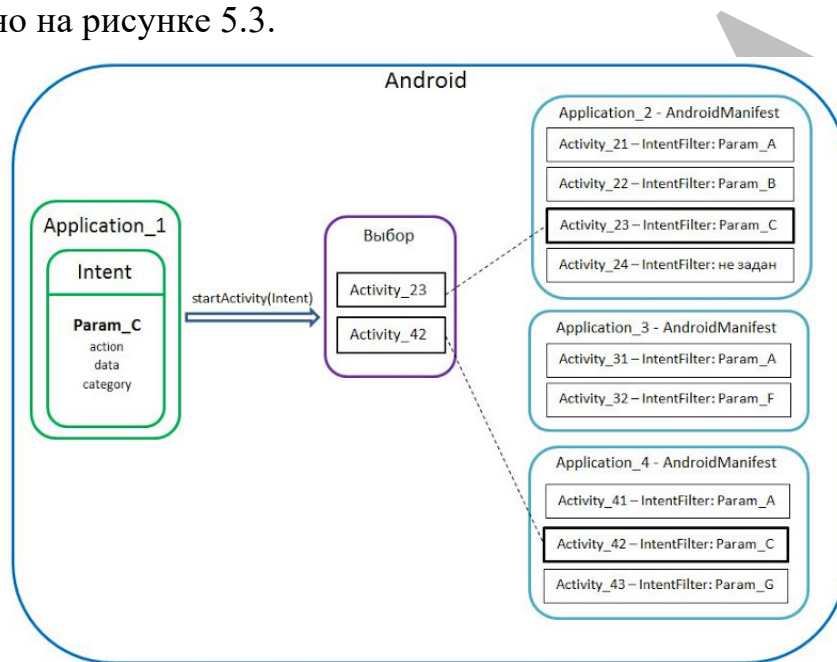 но на рисунке 5.3.
Android
Application_1
Intent
Param_C
action
data
category
startActivity(Intent)
Выбор
Activity_23
Activity_42
Application_2 - AndroidManifest
Activity_21 – IntentFilter: Param_A
Activity_22 – IntentFilter: Param_B
Activity_23 – IntentFilter: Param_C
Activity_24 – IntentFilter: не задан
Application_3 - AndroidManifest
Activity_31 – IntentFilter: Param_A
Activity_32 – IntentFilter: Param_F
Application_4 - AndroidManifest
Activity_41 – IntentFilter: Param_A
Activity_42 – IntentFilter: Param_C
Activity_43 – IntentFilter: Param_G